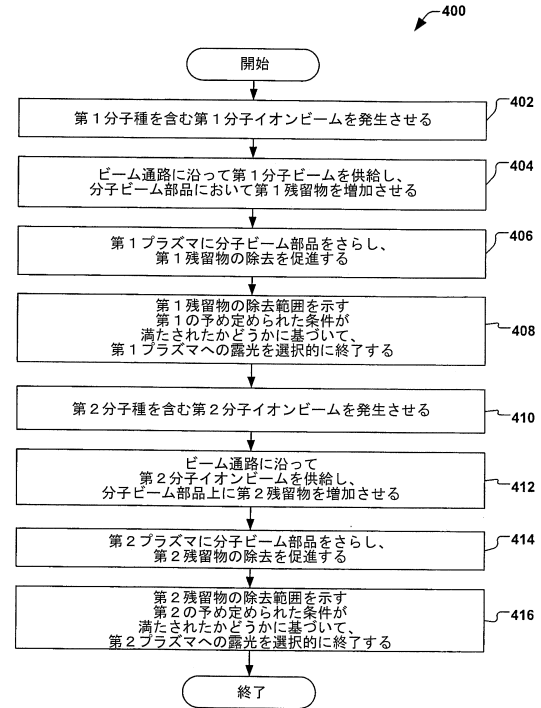 400
開始
第1分子種を含む第1分子イオンビームを発生させる
402
ビーム通路に沿って第1分子ビームを供給し、
分子ビーム部品において第1残留物を増加させる
404
第1プラズマに分子ビーム部品をさらし、
第1残留物の除去を促進する
406
第1残留物の除去範囲を示す
第1の予め定められた条件が
満たされたかどうかに基づいて、
第1プラズマへの露光を選択的に終了する
408
第2分子種を含む第2分子イオンビームを発生させる
410
ビーム通路に沿って
第2分子イオンビームを供給し、
分子ビーム部品上に第2残留物を増加させる
412
第2プラズマに分子ビーム部品をさらし、
第2残留物の除去を促進する
414
第2残留物の除去範囲を示す
第2の予め定められた条件が
満たされたかどうかに基づいて、
第2プラズマへの露光を選択的に終了する
416
終了